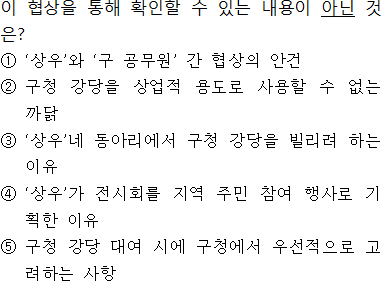 이 협상을 통해 확인할 수 있는 내용이 아닌 것
은?
① ‘상우’와 ‘구 공무원’ 간 협상의 안건
② 구청 강당을 상업적 용도로 사용할 수 없는
까닭
③ ‘상우’네 동아리에서 구청 강당을 빌리려 하는
이유
④ ‘상우’가 전시회를 지역 주민 참여 행사로 기
획한 이유
⑤ 구청 강당 대여 시에 구청에서 우선적으로 고
려하는 사항